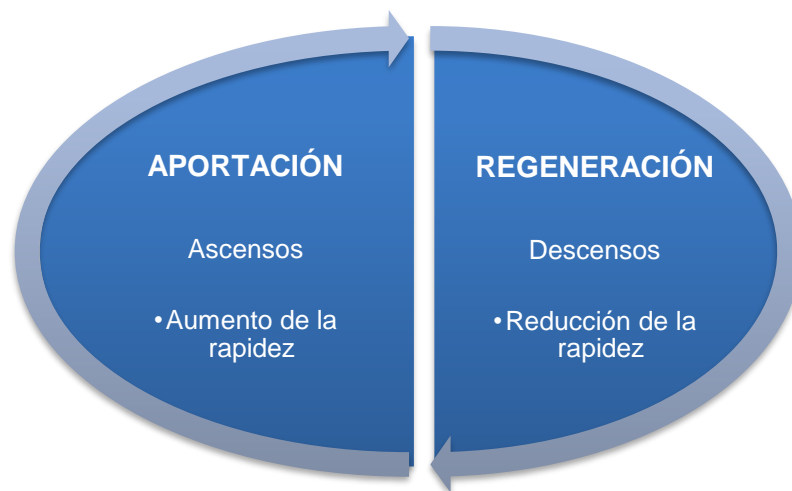 APORTACIÓN
Ascensos
•Aumento de la
rapidez
REGENERACIÓN
Descensos
•Reducción de la
rapidez